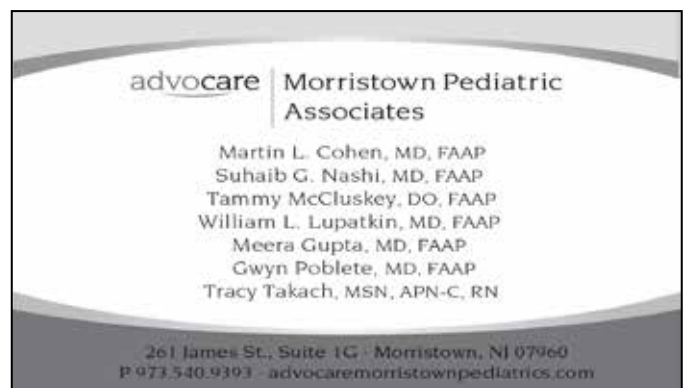 advocare
Morristown Pediatric
Associates
Martin L. Cohen, MD, FAAP
Suhaib G. Nashi, MD, FAAP
Tammy McCluskey, DO, FAAP
William L. Lupatkin, MD, FAAP
Meera Gupta, MD, FAAP
Gwyn Poblete, MD, FAAP
Tracy Takach, MSN, APN-C, RN
261 James St., Suite 1G · Morristown, NJ 07960
P 973.540.9393 · advocaremorristownpediatrics.com